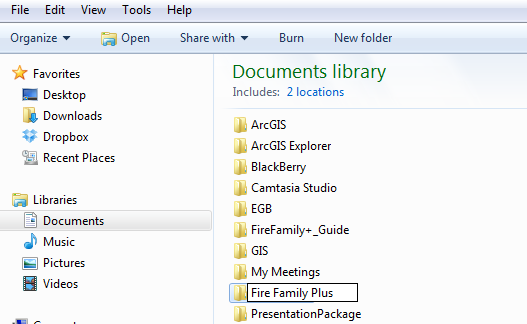 File Edit View Tools Help
Organize Open Share with Burn New folder
Favorites
Desktop
Downloads
Dropbox
Recent Places
Libraries
Documents
Music
Pictures
Videos
Documents library
Includes: 2 locations
ArcGIS
ArcGIS Explorer
BlackBerry
Camtasia Studio
EGB
FireFamily+_Guide
GIS
My Meetings
Fire Family Plus
PresentationPackage